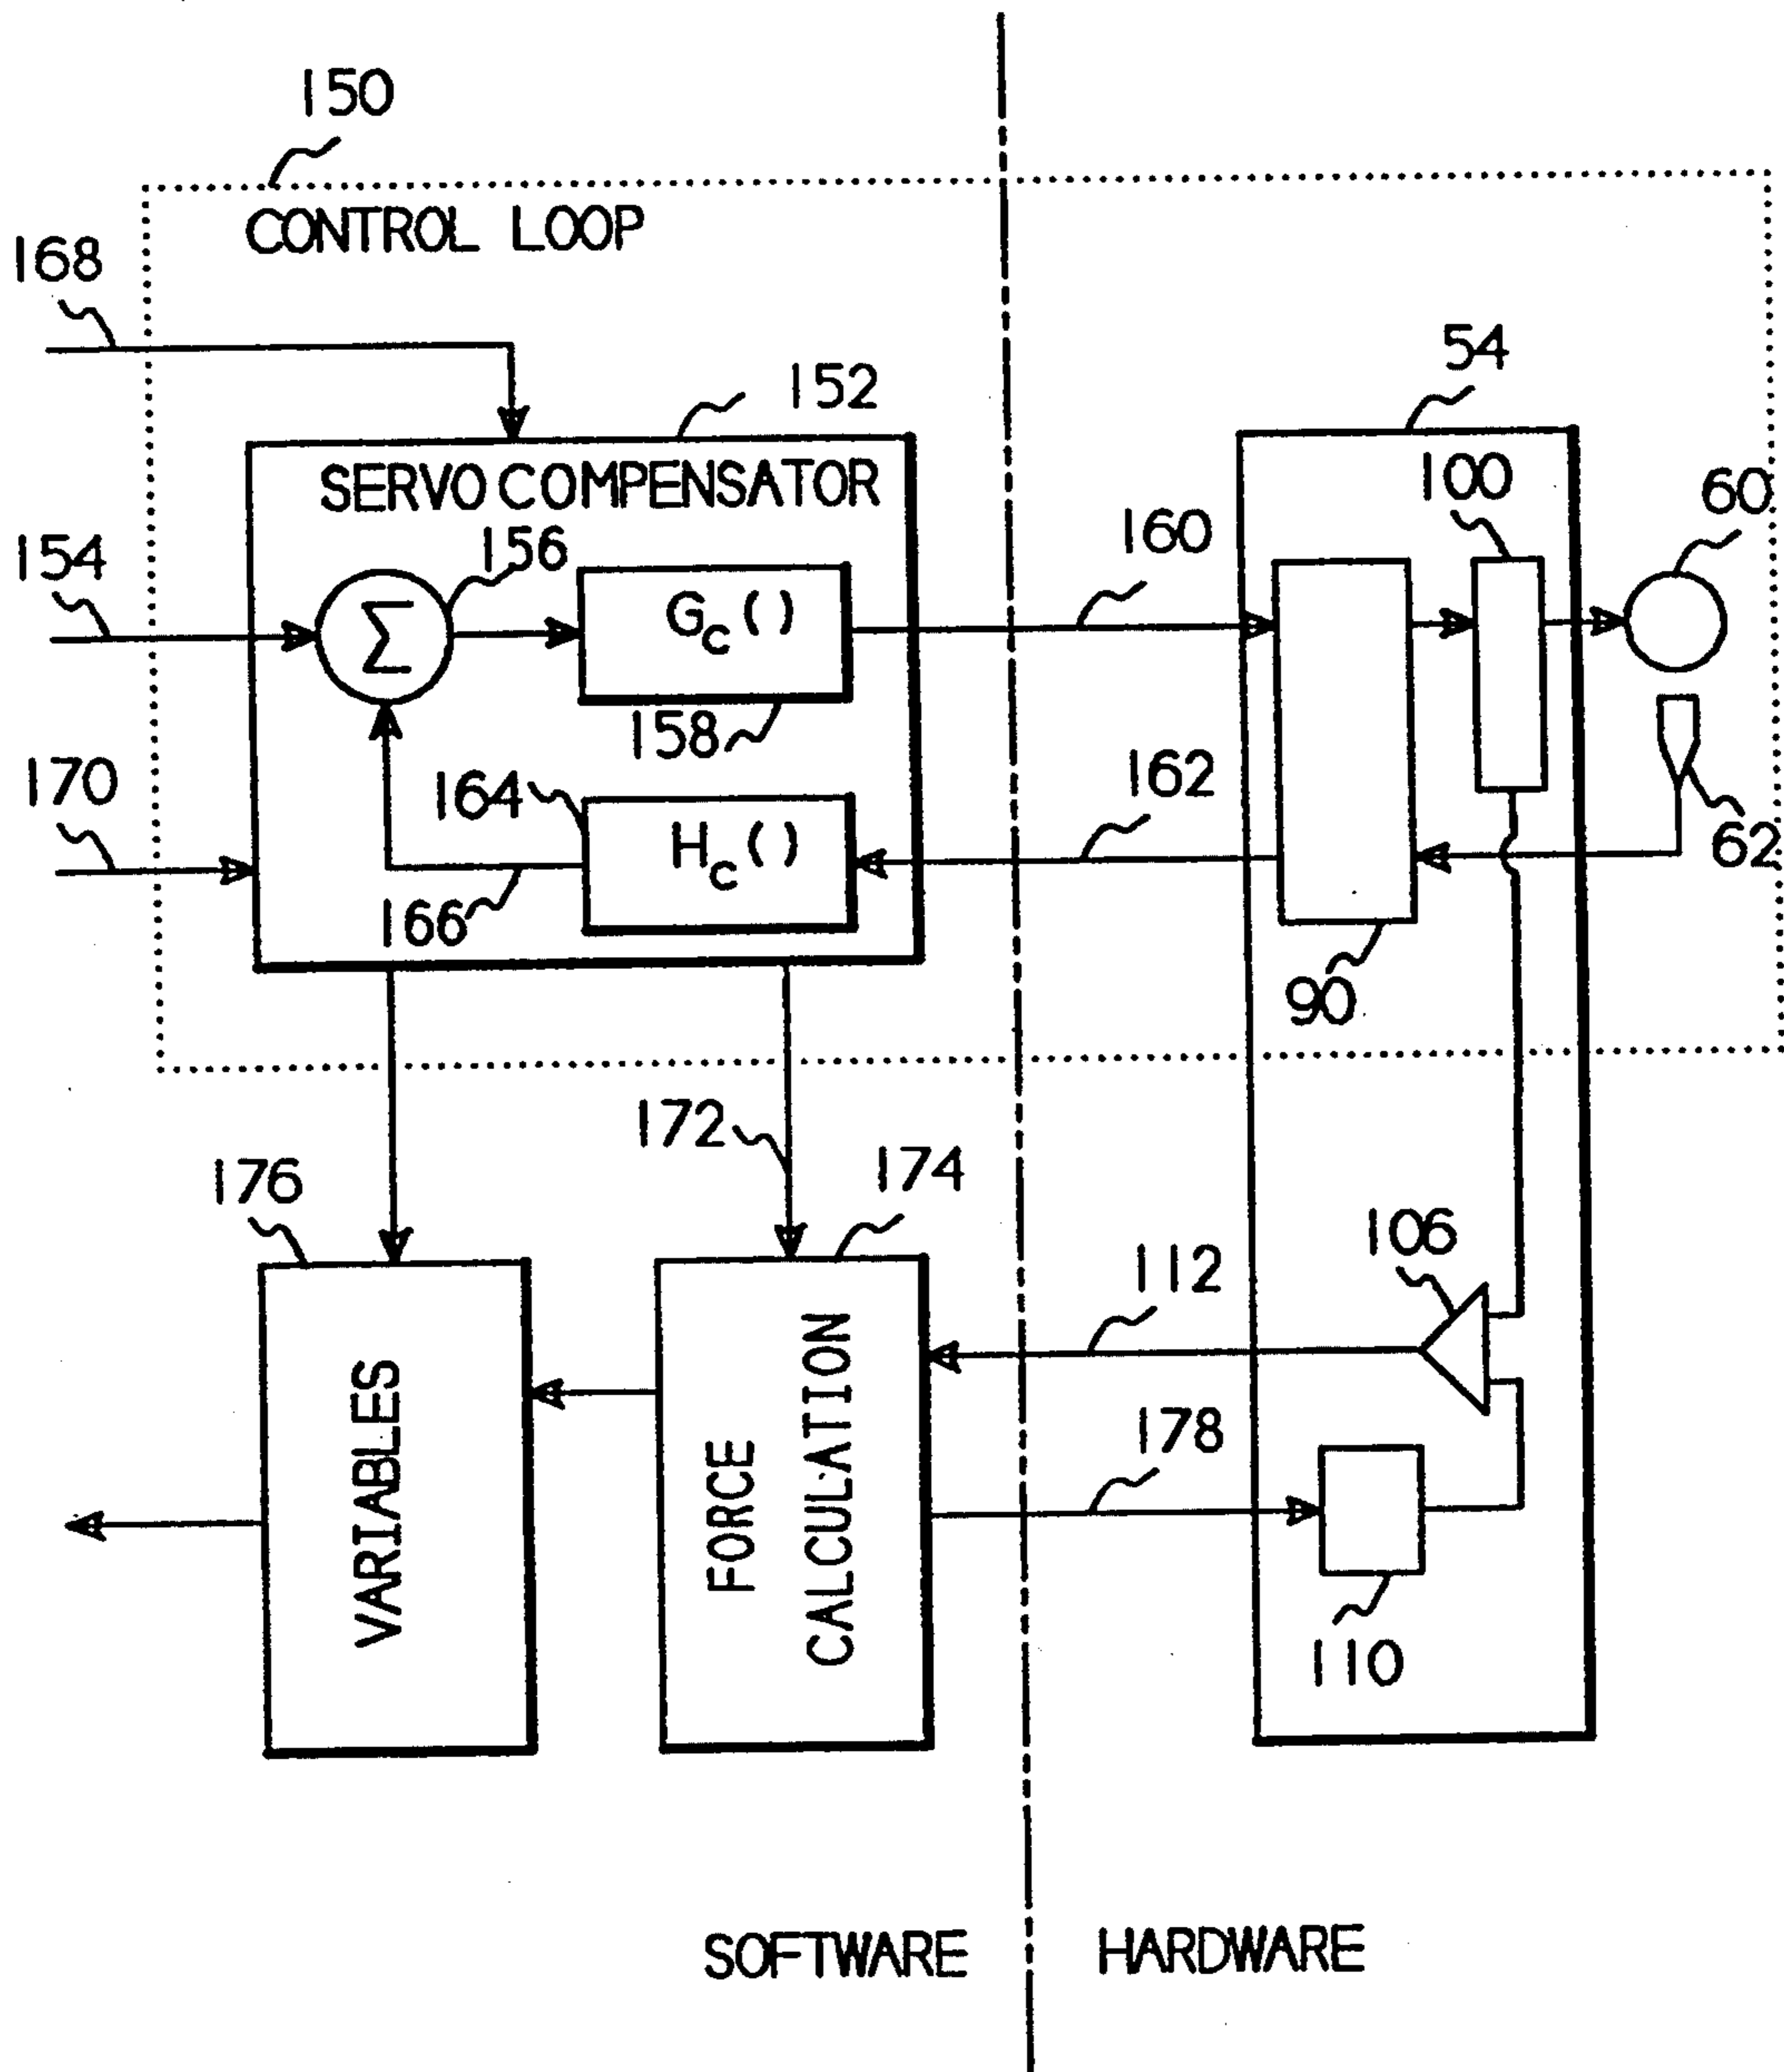 150
CONTROL LOOP
168
54
152
SERVO COMPENSATOR
100
60
160
154
156
Σ
Gc ()
158
162
170
164
Hc ()
62
166
90
172
174
176
106
112
VARIABLES
FORCE
CALCULATION
178
110
SOFTWARE
HARDWARE